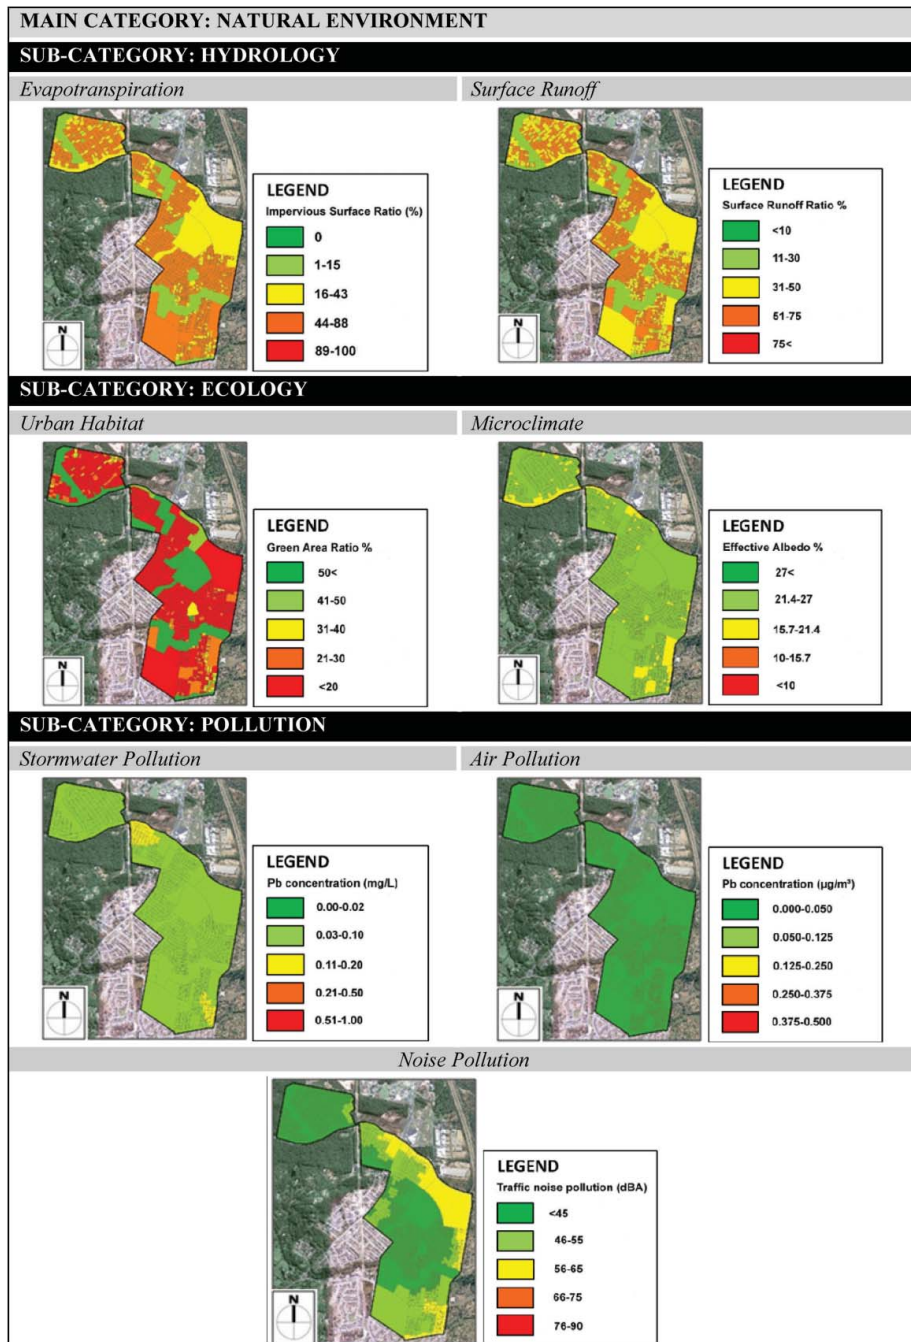 MAIN CATEGORY: NATURAL ENVIRONMENT
SUB-CATEGORY: HYDROLOGY
Evapotranspiration
Surface Runoff
LEGEND
Impervious Surface Ratio (%)
0
1-15
16-43
44-88
89-100
N
LEGEND
Surface Runoff Ratio %
<10
11-30
31-50
51-75
75<
N
SUB-CATEGORY: ECOLOGY
Urban Habitat
Microclimate
LEGEND
Green Area Ratio %
50<
41-50
31-40
21-30
<20
N
LEGEND
Effective Albedo %
27<
21.4-27
15.7-21.4
10-15.7
<10
N
SUB-CATEGORY: POLLUTION
Stormwater Pollution
Air Pollution
LEGEND
Pb concentration (mg/L)
0.00-0.02
0.03-0.10
0.11-0.20
0.21-0.50
0.51-1.00
N
LEGEND
Pb concentration (µg/m³)
0.000-0.050
0.050-0.125
0.125-0.250
0.250-0.375
0.375-0.500
N
Noise Pollution
LEGEND
Traffic noise pollution (dBA)
<45
46-55
56-65
66-75
76-90
N